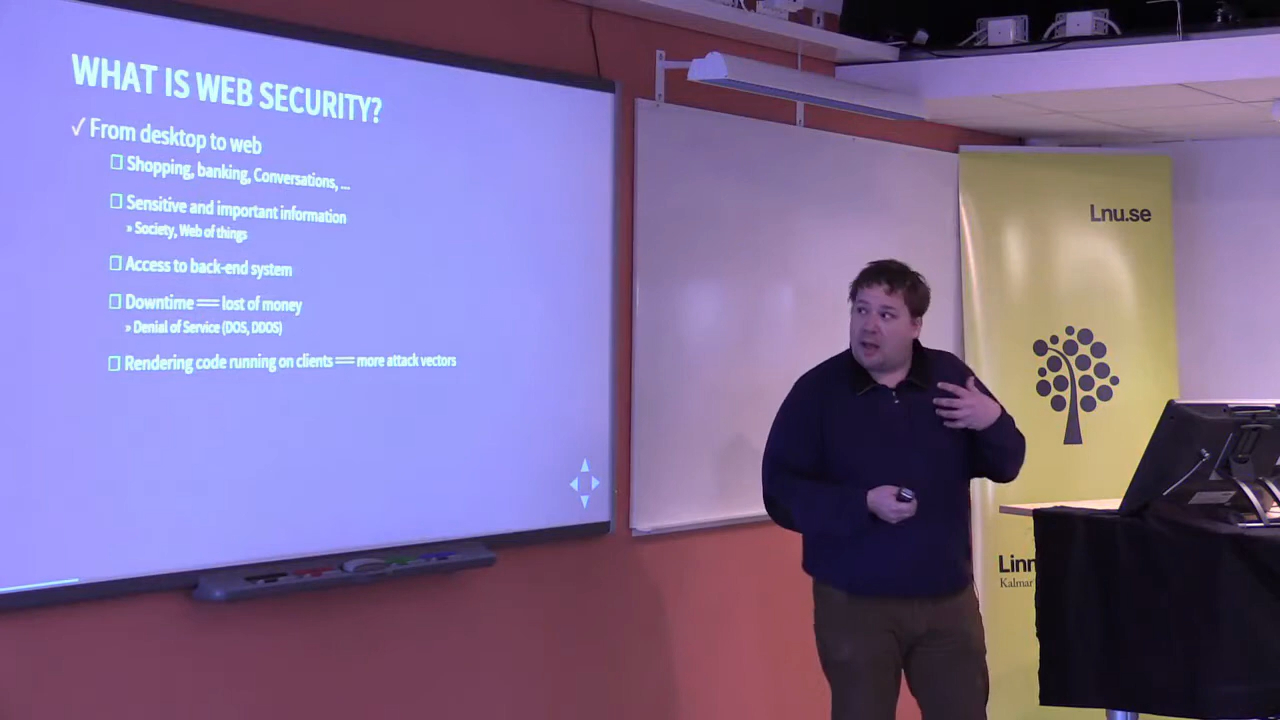 WHAT IS WEB SECURITY?
✓ From desktop to web
Shopping, banking, Conversations, ...
Sensitive and important information
» Society, Web of things
Access to back-end system
Downtime === lost of money
» Denial of Service (DOS, DDOS)
Rendering code running on clients === more attack vectors
Lnu.se
Linn
Kalmar